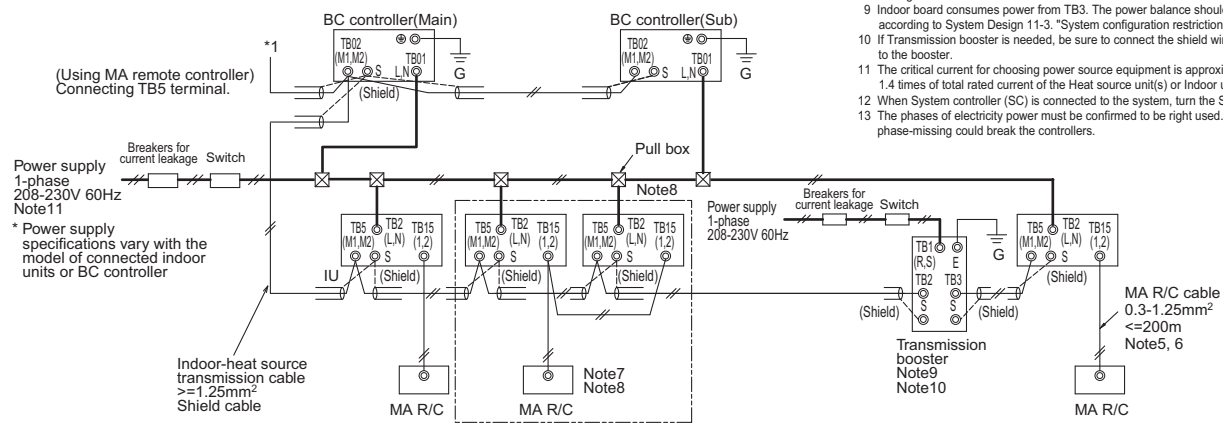 9 Indoor board consumes power from TB3. The power balance should
according to System Design 11-3. "System configuration restriction
10 If Transmission booster is needed, be sure to connect the shield
to the booster.
11 The critical current for choosing power source equipment is
1.4 times of total rated current of the Heat source unit(s) or Indoor
12 When System controller (SC) is connected to the system, turn the
13 The phases of electricity power must be confirmed to be right used.
phase-missing could break the controllers.
BC controller(Main)
BC controller(Sub)
*1
TB02
(M1,M2)
S
TB01
L,N
G
(Shield)
TB02
(M1,M2)
S
TB01
L,N
G
(Using MA remote controller)
Connecting TB5 terminal.
Power supply
1-phase
208-230V 60Hz
Note11
* Power supply
specifications vary with the
model of connected indoor
units or BC controller
Breakers for
current leakage
Switch
Pull box
Note8
Power supply
1-phase
208-230V 60Hz
Breakers for
current leakage
Switch
TB5
(M1,M2)
S
TB2
(L,N)
TB15
(1,2)
(Shield)
IU
TB5
(M1,M2)
S
TB2
(L,N)
TB15
(1,2)
(Shield)
TB5
(M1,M2)
S
TB2
(L,N)
TB15
(1,2)
(Shield)
TB1
(R,S)
E
G
TB2
TB3
S
S
(Shield)
(Shield)
TB5
(M1,M2)
S
TB2
(L,N)
TB15
(1,2)
(Shield)
Transmission
booster
Note9
Note10
MA R/C cable
0.3-1.25mm²
<=200m
Note5, 6
Indoor-heat source
transmission cable
>=1.25mm²
Shield cable
MA R/C
MA R/C
Note7
Note8
MA R/C